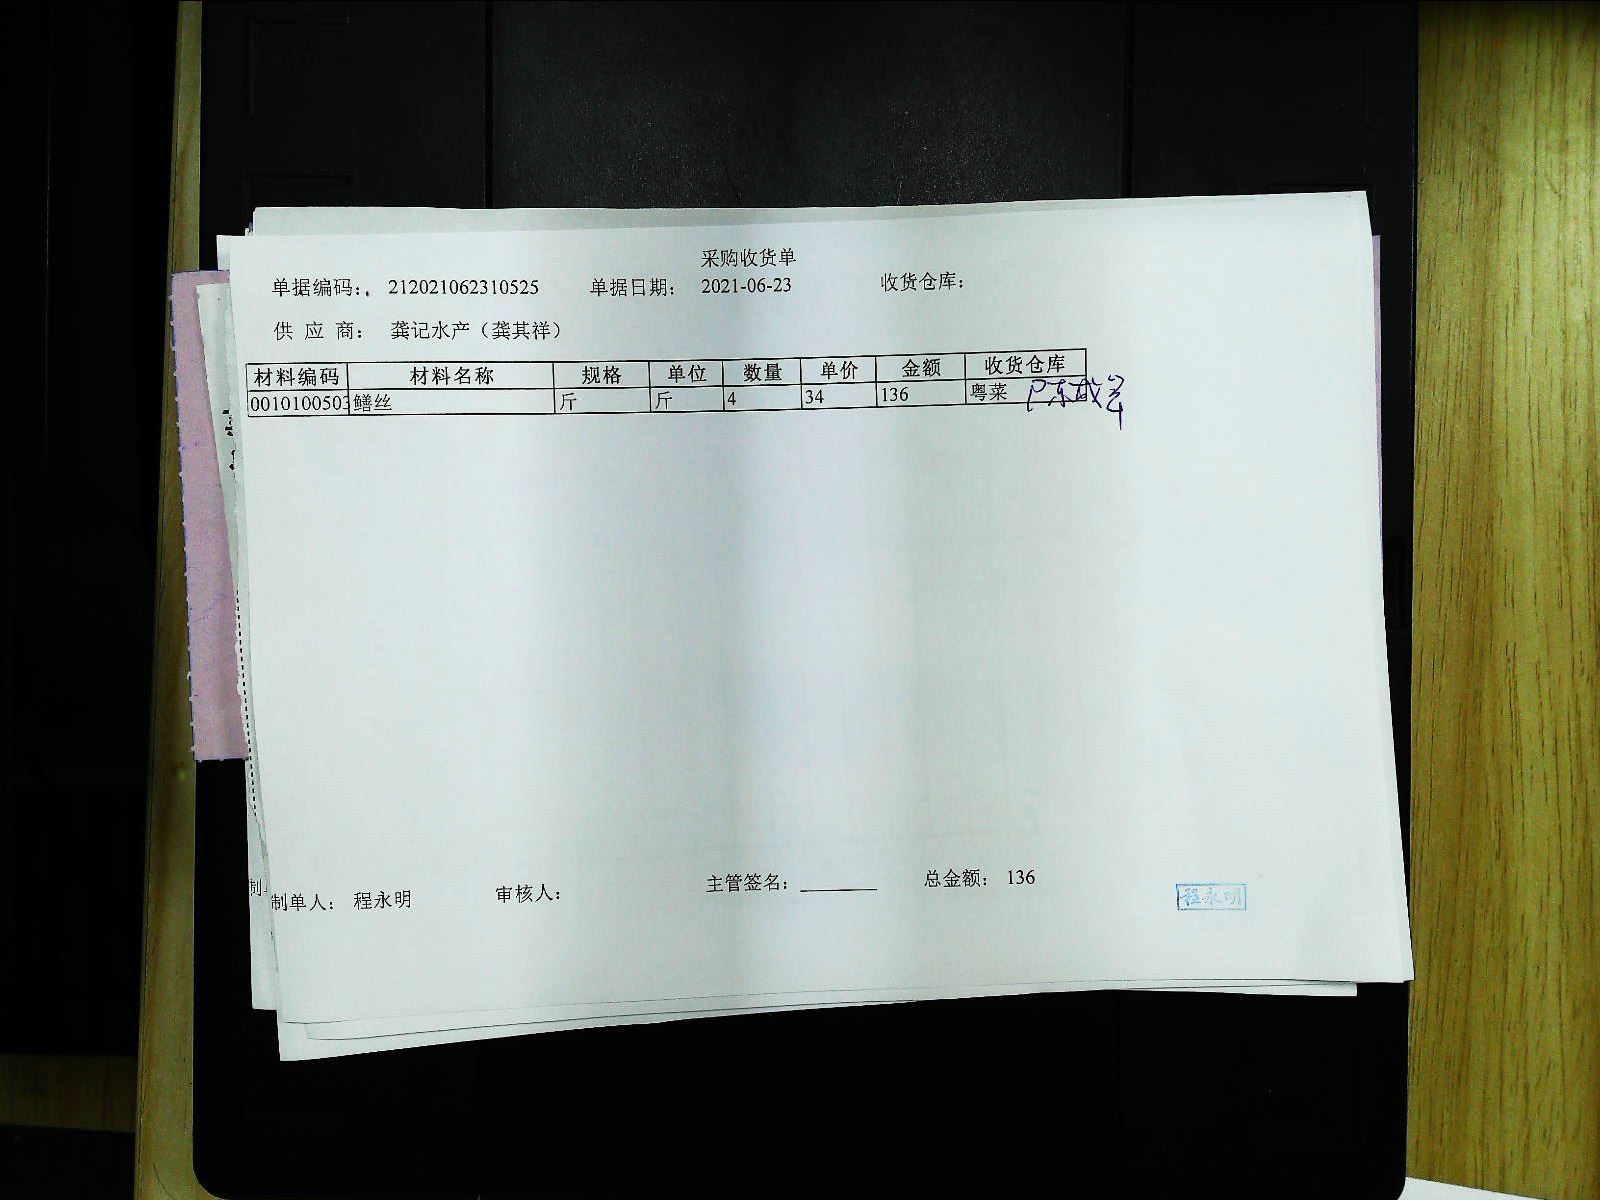 采购收货单
单据编码: 212021062310525 单据日期: 2021-06-23 收货仓库:
供 应 商: 龚记水产（龚其祥）
材料编码 材料名称 规格 单位 数量 单价 金额 收货仓库
0010100503 鳝丝 斤 斤 4 34 136 粤菜
制单人: 程永明 审核人: 主管签名: 总金额: 136
程永明